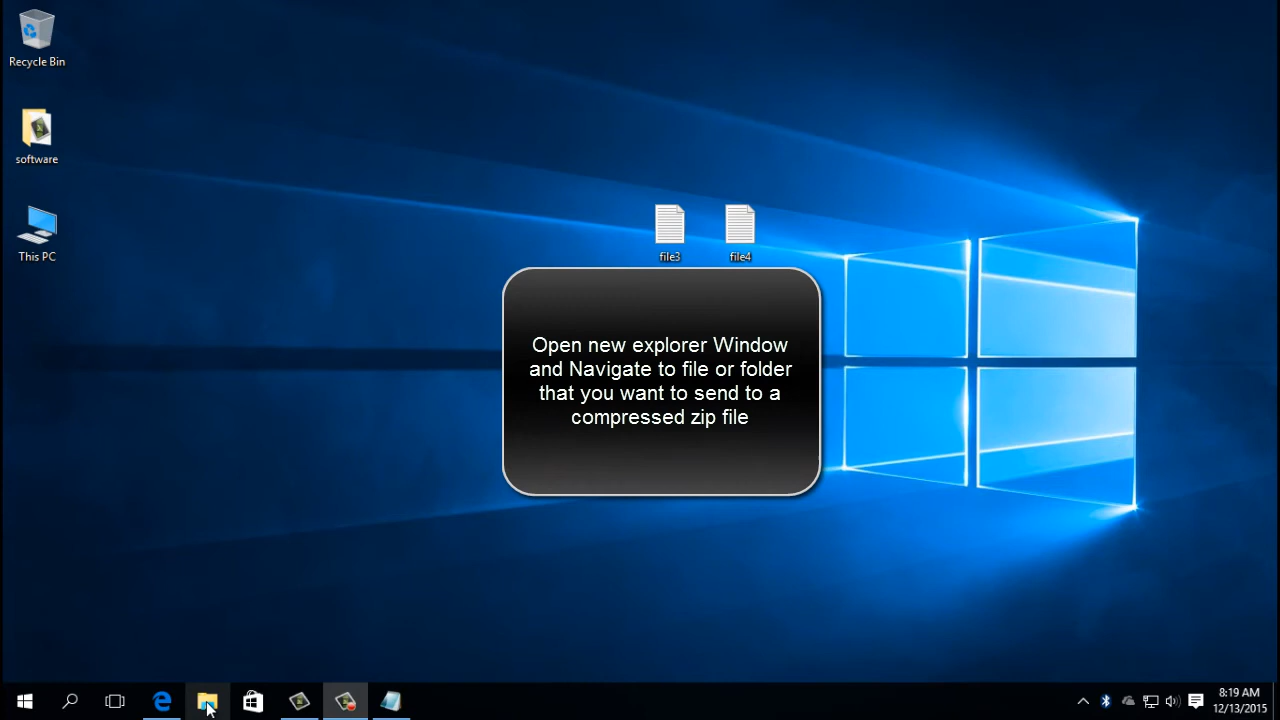 Recycle Bin
software
This PC
file3
file4
Open new explorer Window
and Navigate to file or folder
that you want to send to a
compressed zip file
8:19 AM
12/13/2015